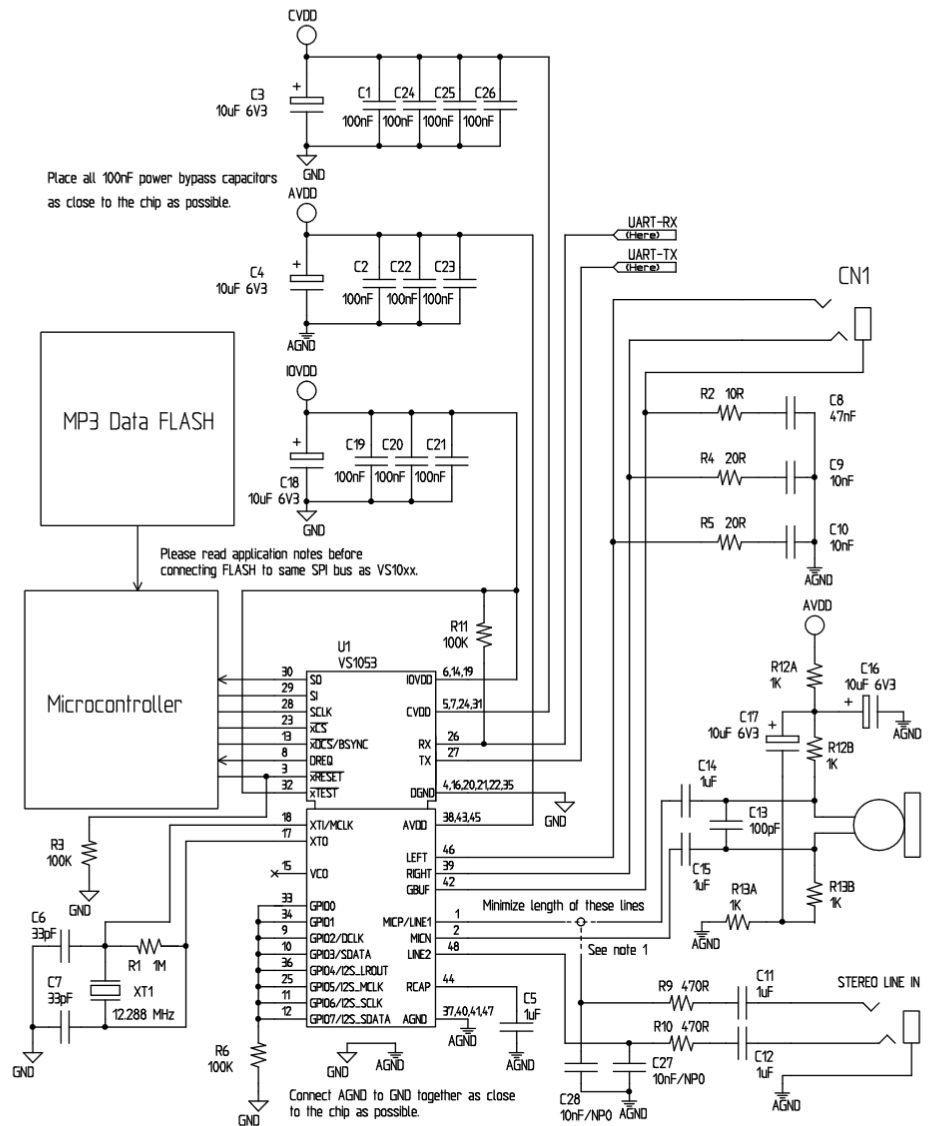 CVDD
C3
10uF 6V3
+
C1
C24
C25
C26
100nF
100nF
100nF
100nF
GND
Place all 100nF power bypass capacitors
as close to the chip as possible.
AVDD
C4
10uF 6V3
+
C2
C22
C23
100nF
100nF
100nF
AGND
UART-RX
(Here)
UART-TX
(Here)
CN1
IOVDD
+
C18
10uF 6V3
C19
C20
C21
100nF
100nF
100nF
GND
R2 10R
C8
47nF
R4 20R
C9
10nF
R5 20R
C10
10nF
AGND
MP3 Data FLASH
Please read application notes before
connecting FLASH to same SPI bus as VS10xx.
Microcontroller
R11
100K
U1
VS1053
30 SO
29 SI
28 SCLK
23 xCS
13 xDCS/BSYNC
8 DREQ
3 xRESET
32 xTEST
18 XTI/MCLK
17 XTO
15 VCO
33 GPIO0
34 GPIO1
9 GPIO2/DCLK
10 GPIO3/SDATA
36 GPIO4/I2S_LROUT
25 GPIO5/I2S_MCLK
11 GPIO6/I2S_SCLK
12 GPIO7/I2S_SDATA
IOVDD 6,14,19
CVDD 5,7,24,31
RX 26
TX 27
DGND 4,16,20,21,22,35
GND
AVDD 38,43,45
LEFT 46
RIGHT 39
GBUF 42
MICP/LINE1 1
MICN 2
LINE2 48
RCAP 44
AGND 37,40,41,47
AGND
C5
1uF
AGND
AVDD
R12A
1K
C16
10uF 6V3
+
AGND
C17
10uF 6V3
+
R12B
1K
C14
1uF
C13
100pF
C15
1uF
R13A
1K
R13B
1K
AGND
Minimize length of these lines
See note 1
R3
100K
GND
C6
33pF
R1 1M
C7
33pF
XT1
12.288 MHz
GND
R6
100K
GND
GND
AGND
Connect AGND to GND together as close
to the chip as possible.
R9 470R
C11
1uF
STEREO LINE IN
R10 470R
C12
1uF
C27
10nF/NP0
C28
10nF/NP0
AGND
AGND